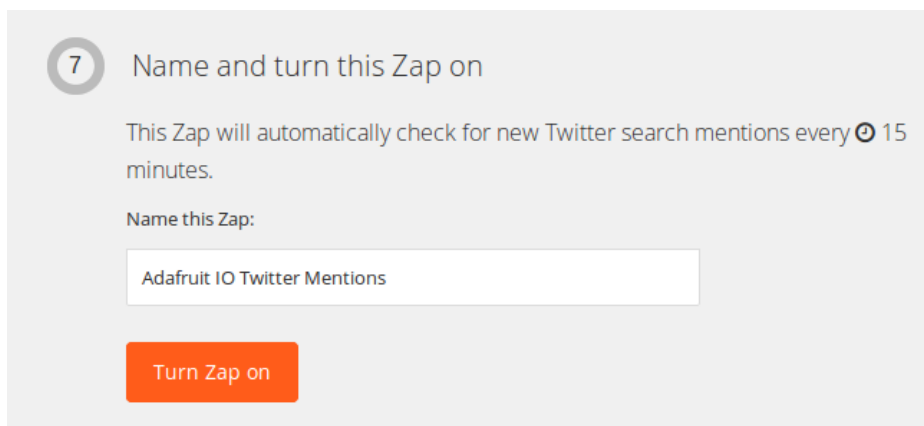 7 Name and turn this Zap on
This Zap will automatically check for new Twitter search mentions every 15
minutes.
Name this Zap:
Adafruit IO Twitter Mentions
Turn Zap on